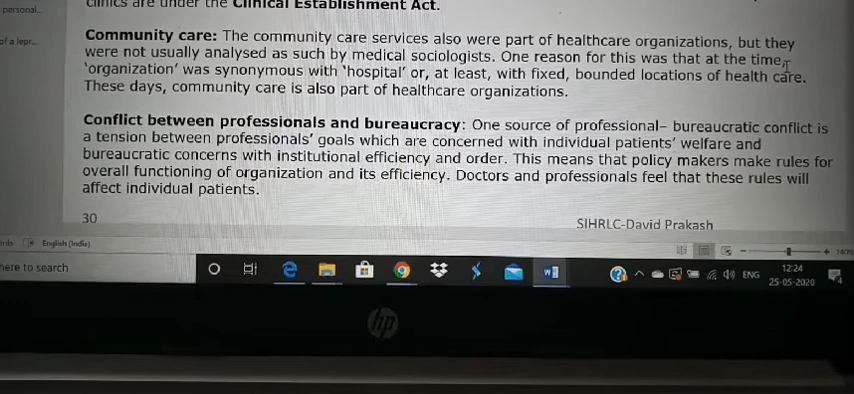 personal...
clinics are under the Clinical Establishment Act.
of a lepr...
Community care: The community care services also were part of healthcare organizations, but they
were not usually analysed as such by medical sociologists. One reason for this was that at the time,
‘organization’ was synonymous with ‘hospital’ or, at least, with fixed, bounded locations of health care.
These days, community care is also part of healthcare organizations.
Conflict between professionals and bureaucracy: One source of professional– bureaucratic conflict is
a tension between professionals’ goals which are concerned with individual patients’ welfare and
bureaucratic concerns with institutional efficiency and order. This means that policy makers make rules for
overall functioning of organization and its efficiency. Doctors and professionals feel that these rules will
affect individual patients.
30
SIHRLC-David Prakash
English (India)
140%
here to search
ENG
12:24
25-05-2020
4
hp